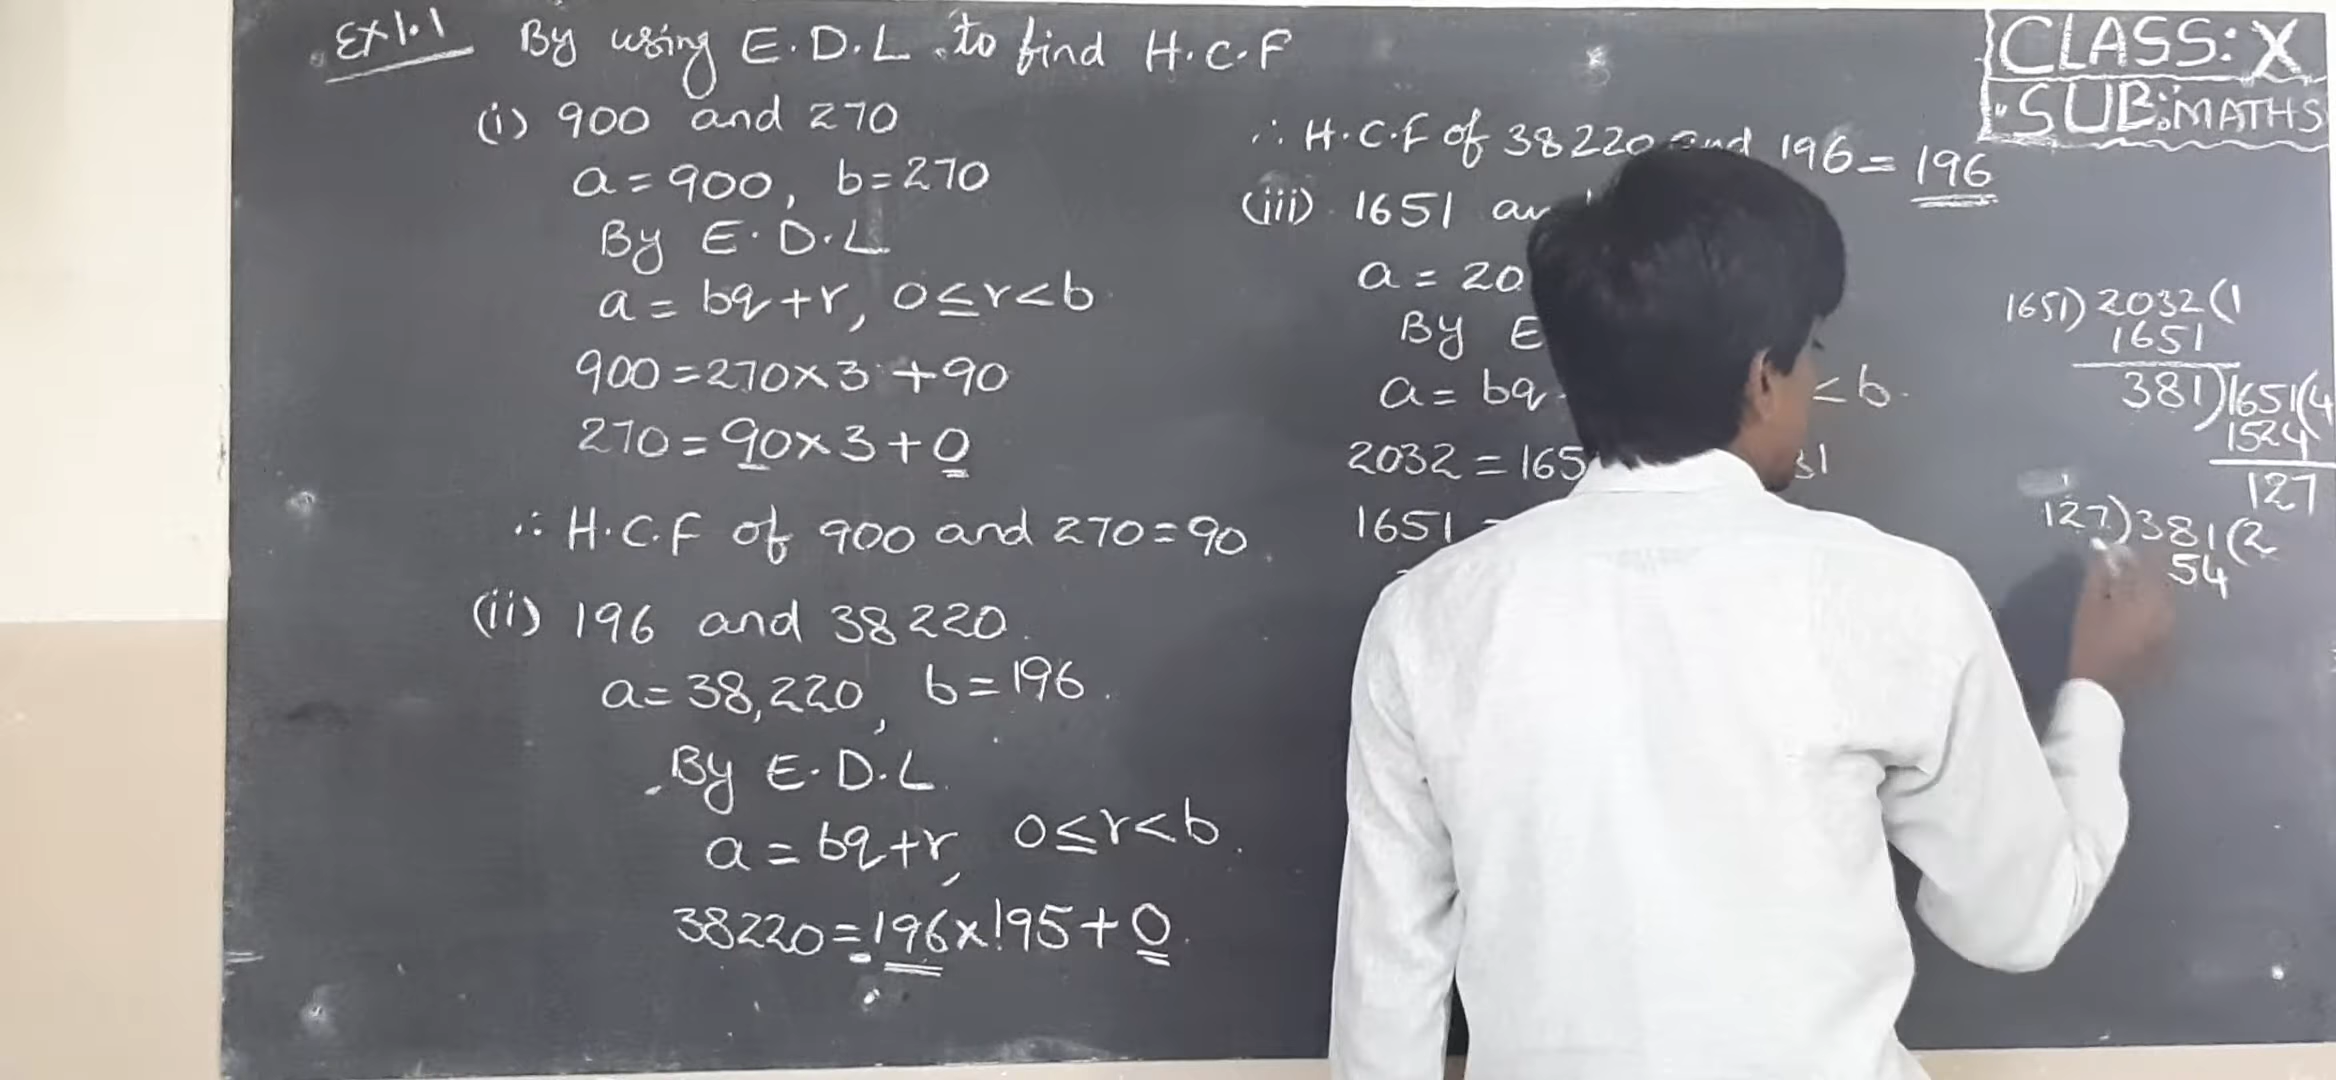 Ex 1.1 By using E.D.L to find H.C.F
(i) 900 and 270
a = 900, b = 270
By E.D.L
a = bq + r, 0 ≤ r < b
900 = 270 × 3 + 90
270 = 90 × 3 + 0
∴ H.C.F of 900 and 270 = 90
(ii) 196 and 38220
a = 38,220, b = 196
By E.D.L
a = bq + r, 0 ≤ r < b
38220 = 196 × 195 + 0
∴ H.C.F of 38220 and 196 = 196
(iii) 1651
a = 20
By E
a = bq < b
2032 = 165
1651 =
CLASS: X
SUB: MATHS
1651) 2032 (1
1651
381) 1651 (4
1524
127
1
127) 381 (2
54